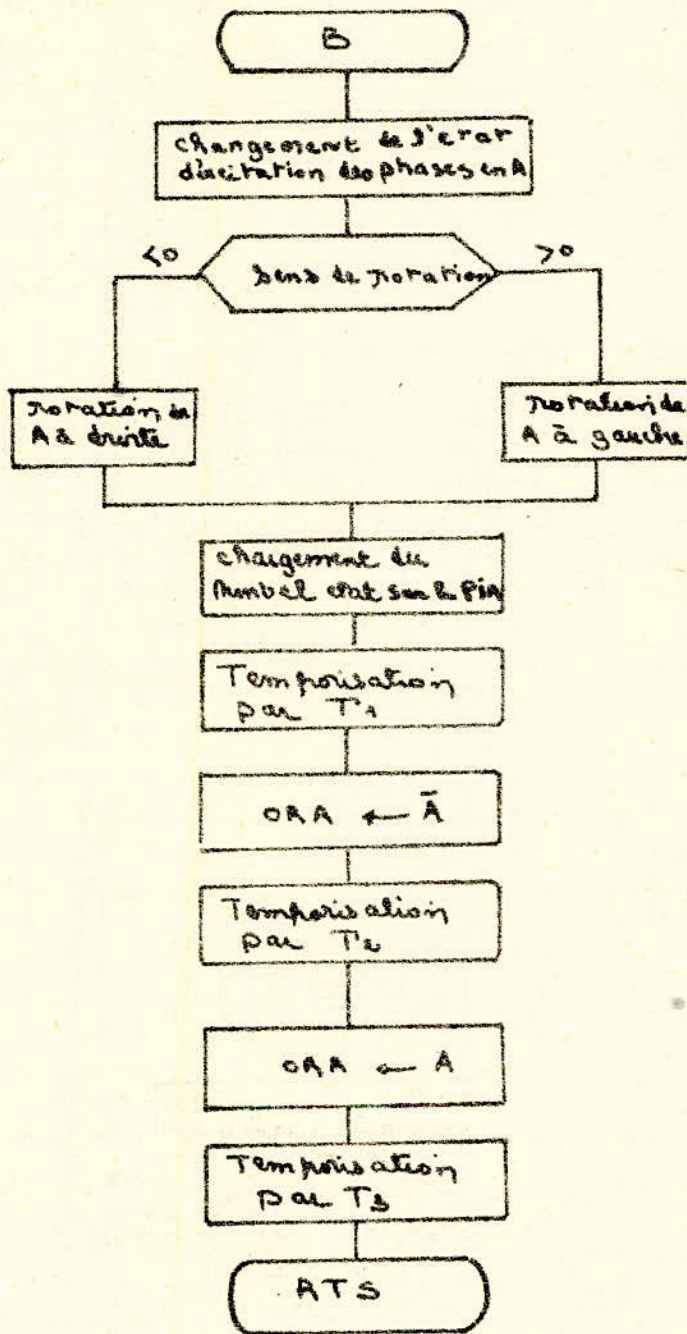 B
changement de l'etat
d'excitation des phases en A
<0
sens de rotation
>0
rotation de
A à droite
rotation de
A à gauche
chargement du
nouvel etat sur le PIA
Temporisation
par T1
ORA ← Ā
Temporisation
par T2
ORA ← A
Temporisation
par T3
RTS